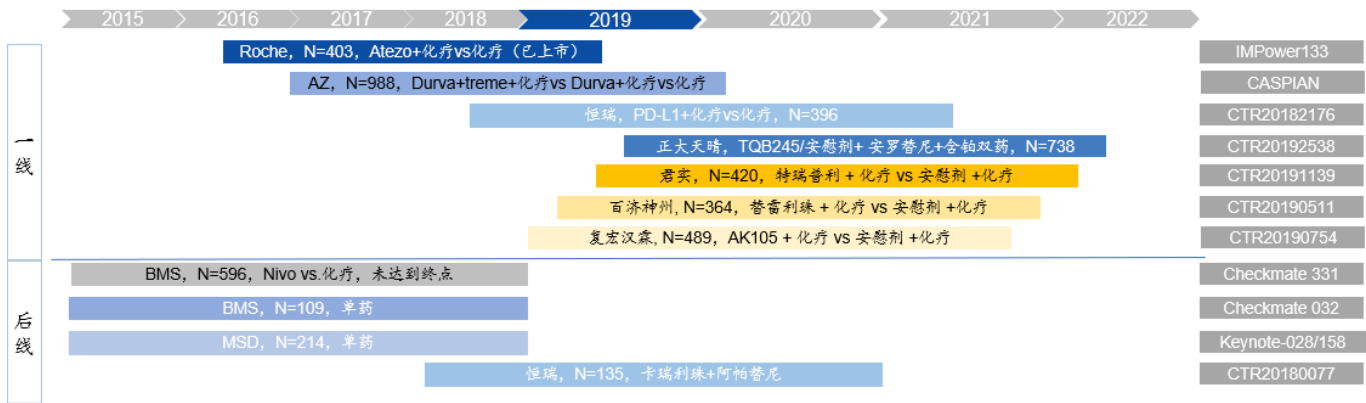 2015 2016 2017 2018 2019 2020 2021 2022
一线
Roche, N=403, Atezo+化疗vs化疗（已上市） IMPower133
AZ, N=988, Durva+treme+化疗vs Durva+化疗vs化疗 CASPIAN
恒瑞, PD-L1+化疗vs化疗, N=396 CTR20182176
正大天晴, TQB245/安慰剂+ 安罗替尼+含铂双药, N=738 CTR20192538
君实, N=420, 特瑞普利 + 化疗 vs 安慰剂 +化疗 CTR20191139
百济神州, N=364, 替雷利珠 + 化疗 vs 安慰剂 +化疗 CTR20190511
复宏汉霖, N=489, AK105 + 化疗 vs 安慰剂 +化疗 CTR20190754
后线
BMS, N=596, Nivo vs.化疗, 未达到终点 Checkmate 331
BMS, N=109, 单药 Checkmate 032
MSD, N=214, 单药 Keynote-028/158
恒瑞, N=135, 卡瑞利珠+阿帕替尼 CTR20180077